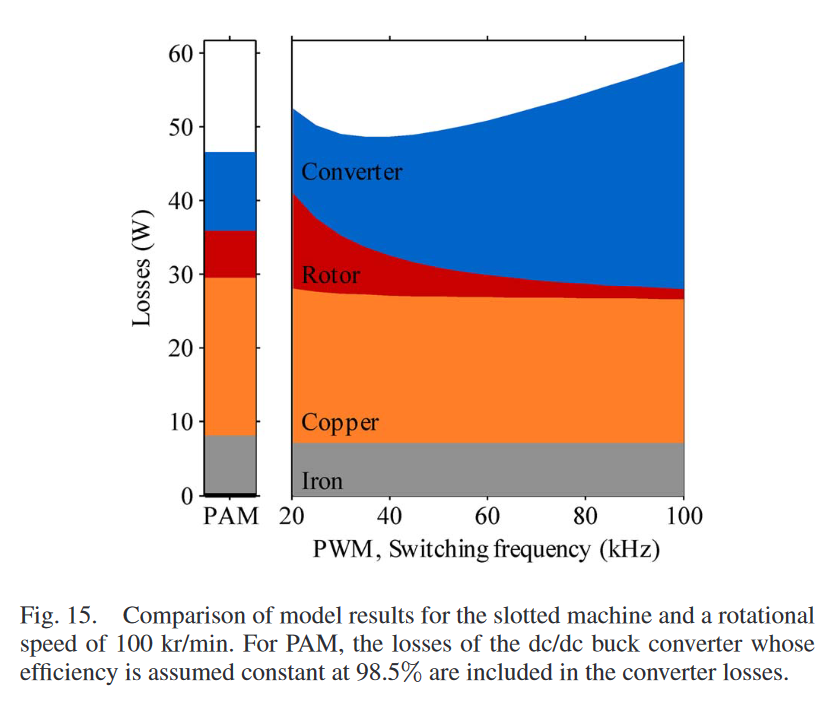 60
50
40
30
20
10
0
Losses (W)
Converter
Rotor
Copper
Iron
PAM 20 40 60 80 100
PWM, Switching frequency (kHz)
Fig. 15. Comparison of model results for the slotted machine and a rotational
speed of 100 kr/min. For PAM, the losses of the dc/dc buck converter whose
efficiency is assumed constant at 98.5% are included in the converter losses.